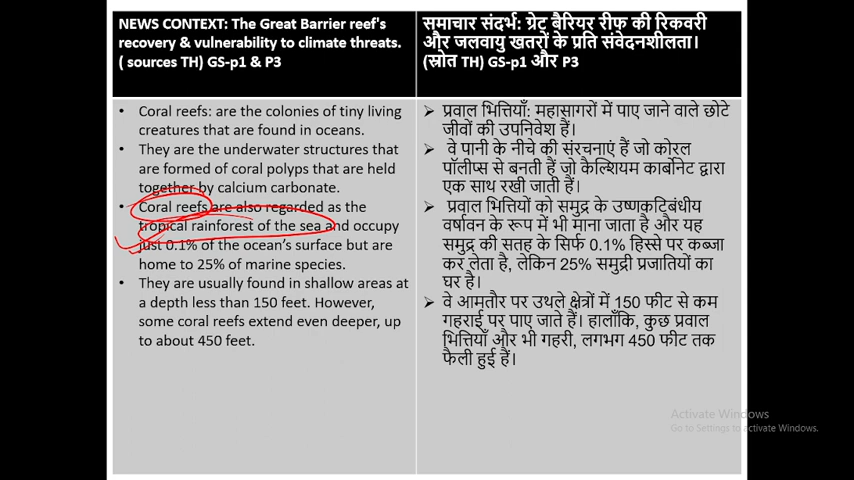 NEWS CONTEXT: The Great Barrier reef's
recovery & vulnerability to climate threats.
( sources TH) GS-p1 & P3
समाचार संदर्भ: ग्रेट बैरियर रीफ की रिकवरी
और जलवायु खतरों के प्रति संवेदनशीलता।
(स्रोत TH) GS-p1 और P3
• Coral reefs: are the colonies of tiny living
creatures that are found in oceans.
• They are the underwater structures that
are formed of coral polyps that are held
together by calcium carbonate.
• Coral reefs are also regarded as the
tropical rainforest of the sea and occupy
just 0.1% of the ocean's surface but are
home to 25% of marine species.
• They are usually found in shallow areas at
a depth less than 150 feet. However,
some coral reefs extend even deeper, up
to about 450 feet.
➢ प्रवाल भित्तियाँ: महासागरों में पाए जाने वाले छोटे
जीवों की उपनिवेश हैं।
➢ वे पानी के नीचे की संरचनाएं हैं जो कोरल
पॉलीप्स से बनती हैं जो कैल्शियम कार्बोनेट द्वारा
एक साथ रखी जाती हैं।
➢ प्रवाल भित्तियों को समुद्र के उष्णकटिबंधीय
वर्षावन के रूप में भी माना जाता है और यह
समुद्र की सतह के सिर्फ 0.1% हिस्से पर कब्जा
कर लेता है, लेकिन 25% समुद्री प्रजातियों का
घर है।
➢ वे आमतौर पर उथले क्षेत्रों में 150 फीट से कम
गहराई पर पाए जाते हैं। हालाँकि, कुछ प्रवाल
भित्तियाँ और भी गहरी, लगभग 450 फीट तक
फैली हुई हैं।
Activate Windows
Go to Settings to activate Windows.